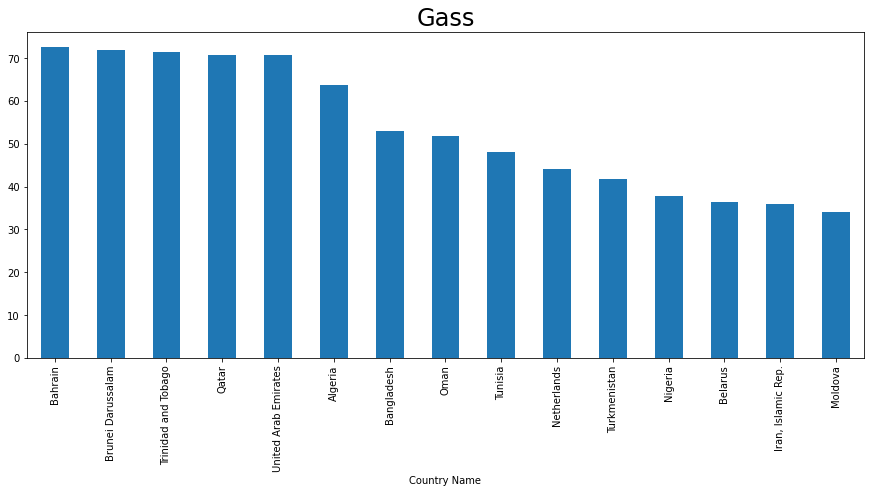 Gass
70
60
50
40
30
20
10
0
Bahrain
Brunei Darussalam
Trinidad and Tobago
Qatar
United Arab Emirates
Algeria
Bangladesh
Oman
Tunisia
Netherlands
Turkmenistan
Nigeria
Belarus
Iran, Islamic Rep.
Moldova
Country Name